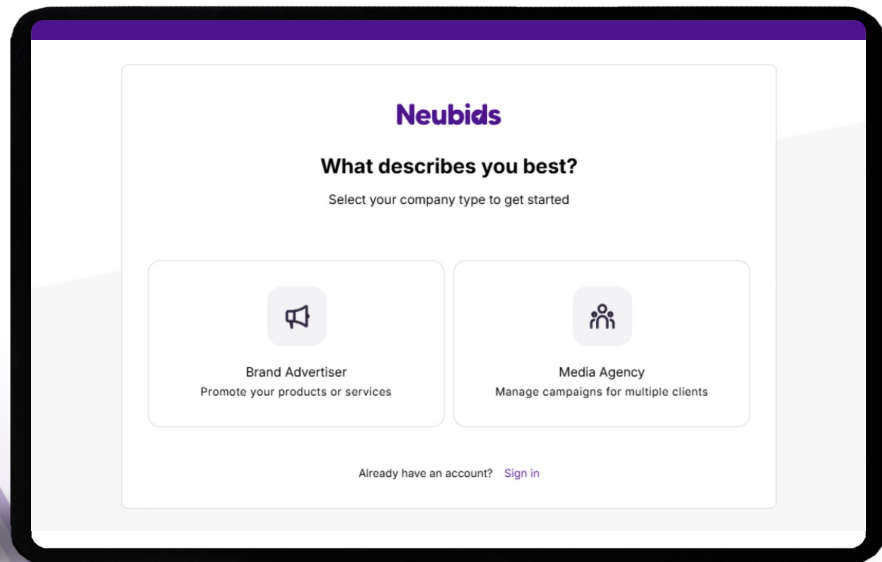 Neubids
What describes you best?
Select your company type to get started
Brand Advertiser
Promote your products or services
Media Agency
Manage campaigns for multiple clients
Already have an account? Sign in